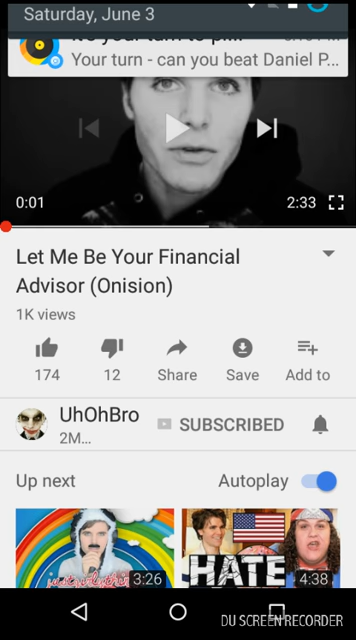 Saturday, June 3
Your turn - can you beat Daniel P...
0:01
2:33
Let Me Be Your Financial
Advisor (Onision)
1K views
174
12
Share
Save
Add to
UhOhBro
SUBSCRIBED
2M...
Up next
Autoplay
3:26
HATE
4:38
DU SCREEN RECORDER